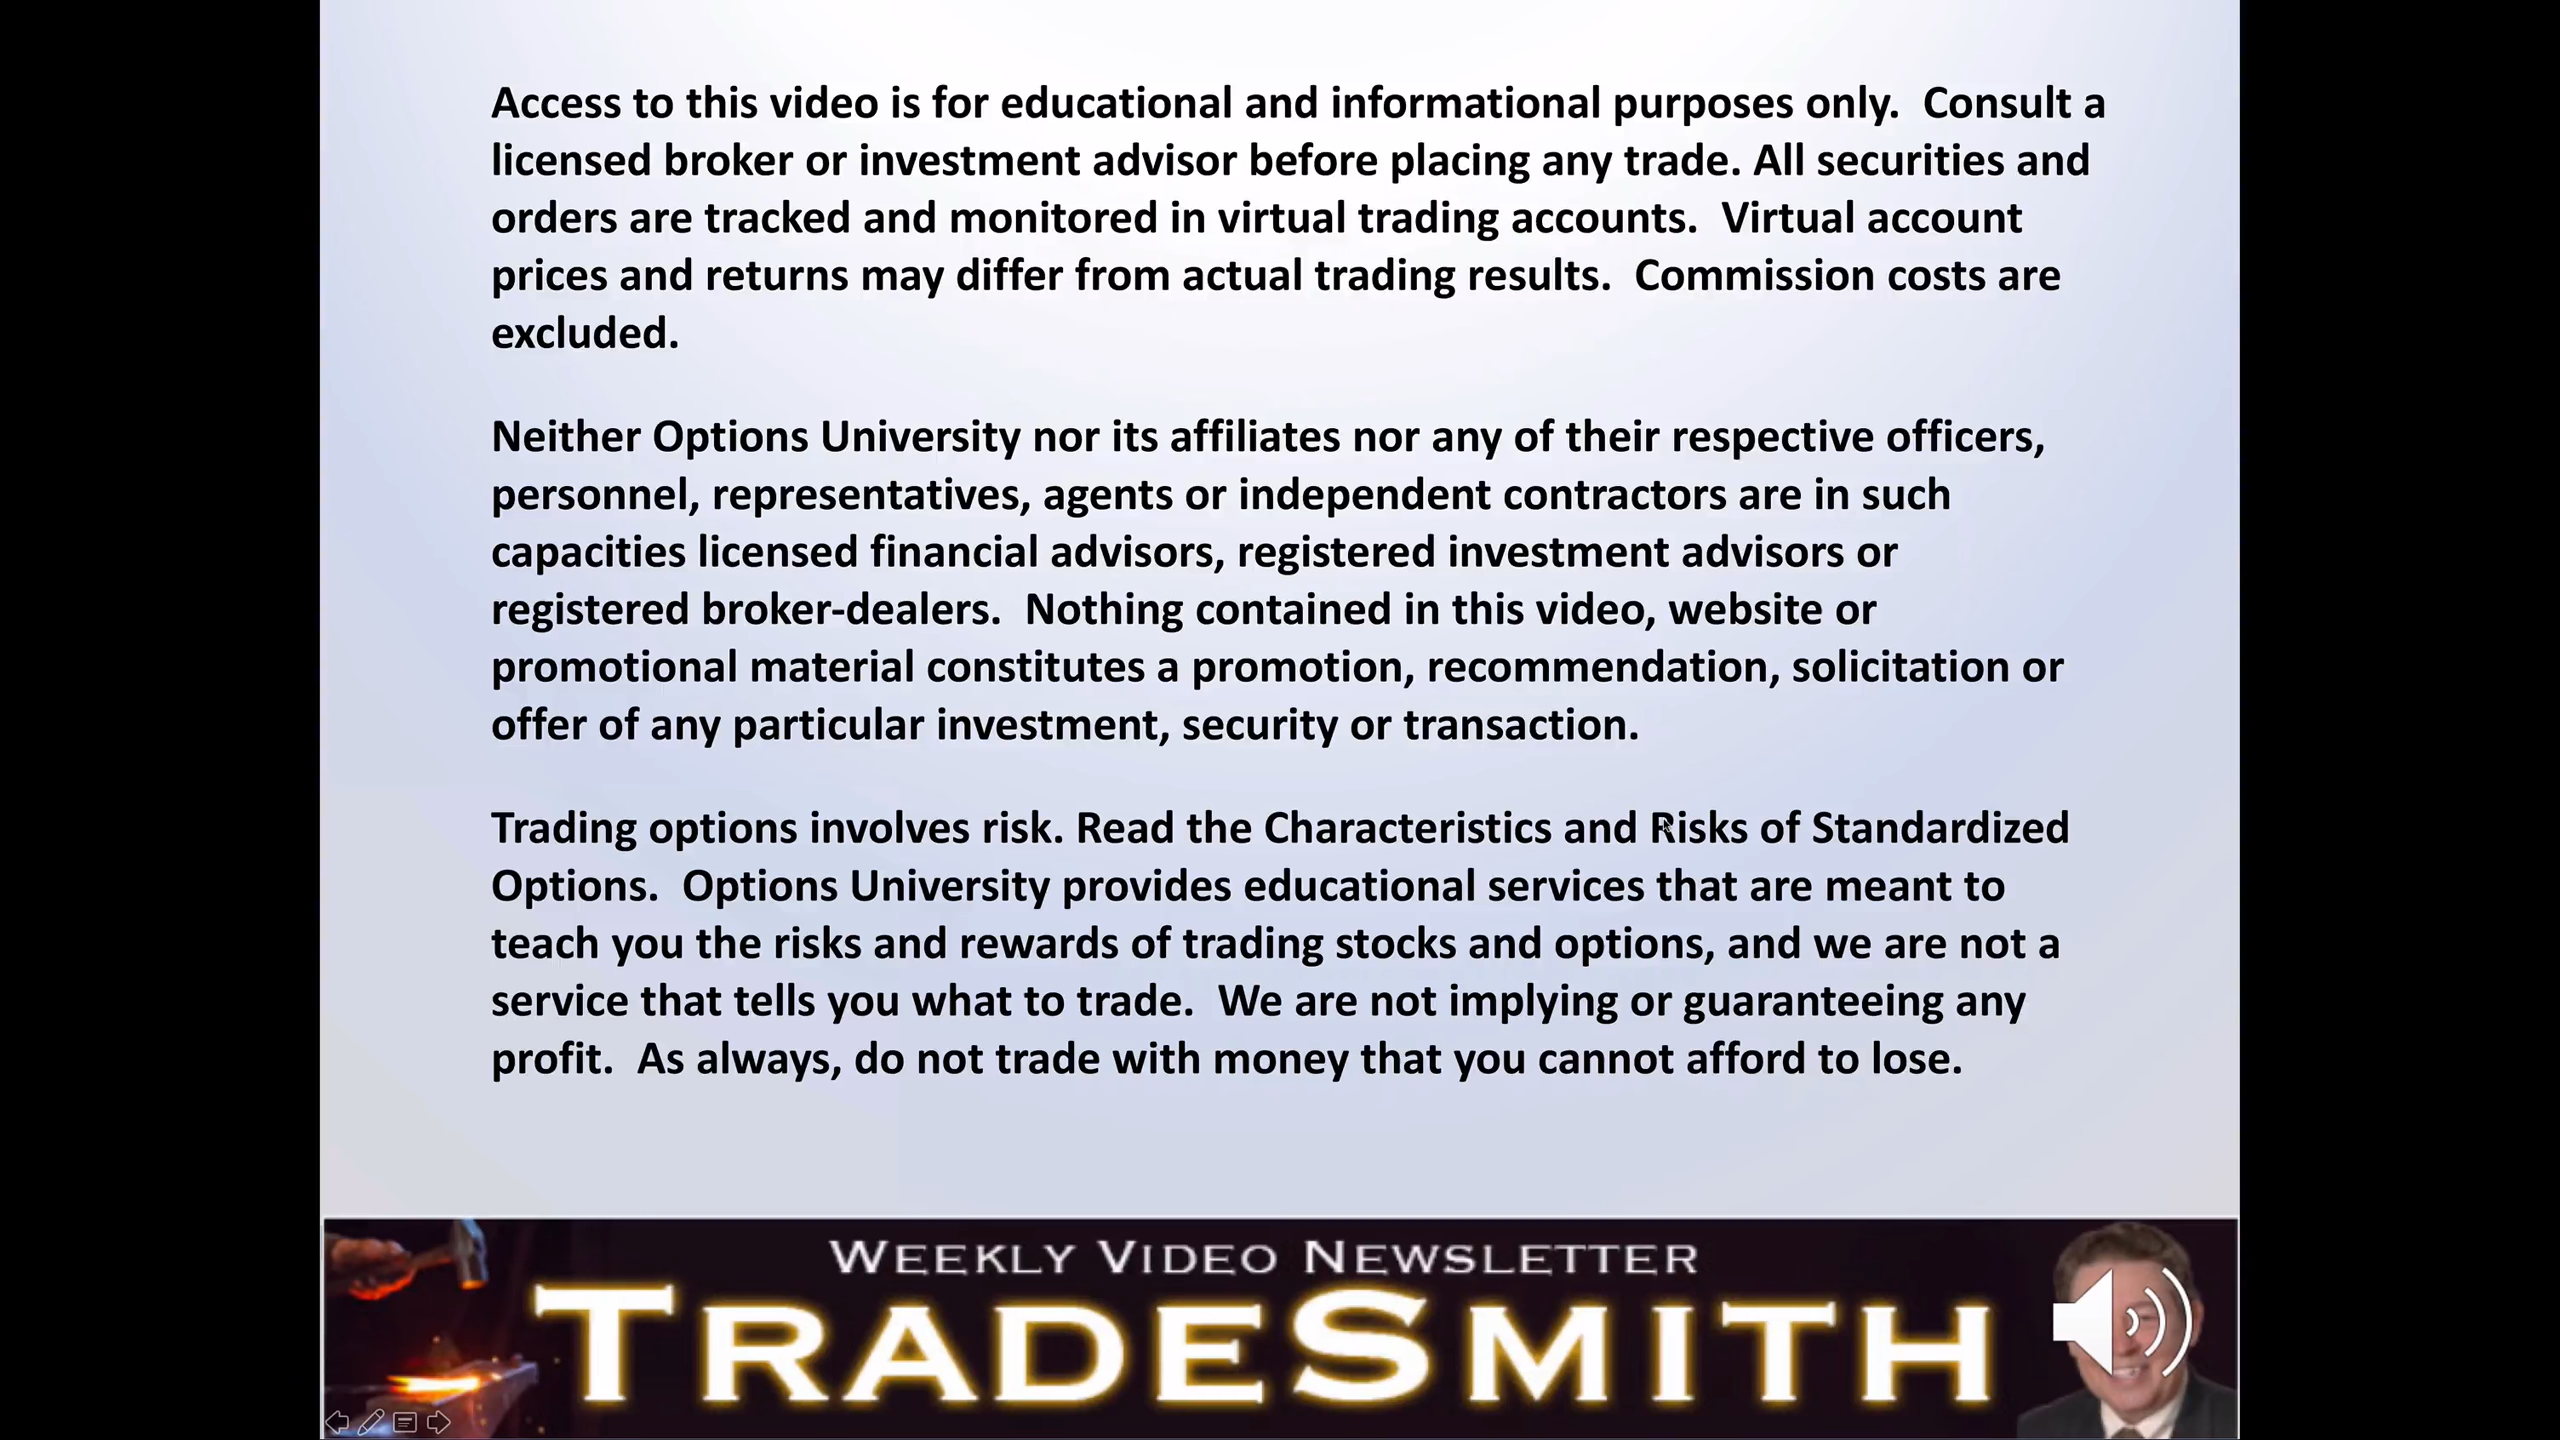 Access to this video is for educational and informational purposes only.  Consult a
licensed broker or investment advisor before placing any trade. All securities and
orders are tracked and monitored in virtual trading accounts.  Virtual account
prices and returns may differ from actual trading results.  Commission costs are
excluded.
Neither Options University nor its affiliates nor any of their respective officers,
personnel, representatives, agents or independent contractors are in such
capacities licensed financial advisors, registered investment advisors or
registered broker-dealers.  Nothing contained in this video, website or
promotional material constitutes a promotion, recommendation, solicitation or
offer of any particular investment, security or transaction.
Trading options involves risk. Read the Characteristics and Risks of Standardized
Options.  Options University provides educational services that are meant to
teach you the risks and rewards of trading stocks and options, and we are not a
service that tells you what to trade.  We are not implying or guaranteeing any
profit.  As always, do not trade with money that you cannot afford to lose.
WEEKLY VIDEO NEWSLETTER
TRADESMITH